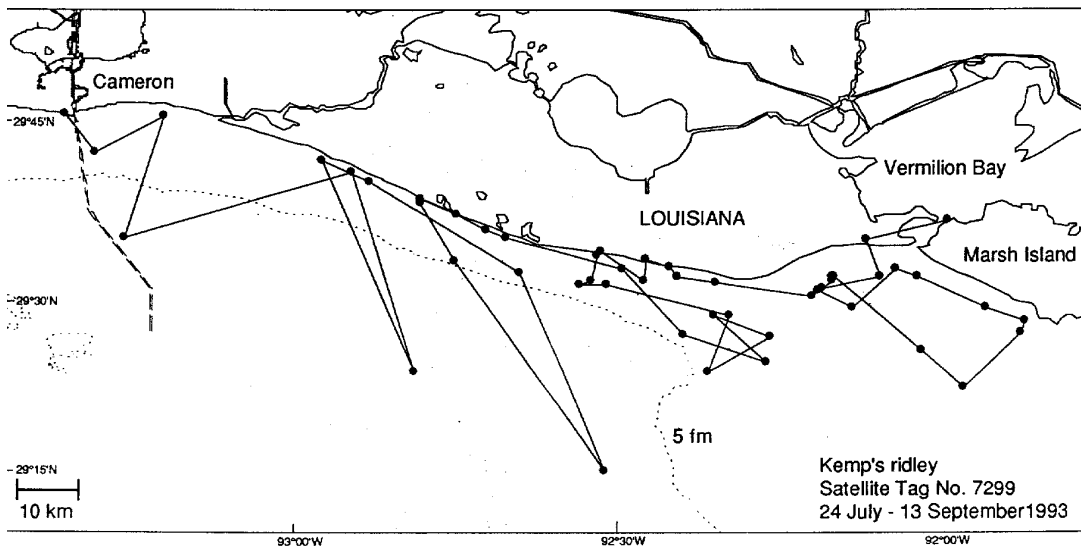 Cameron
29°45'N
Vermilion Bay
LOUISIANA
Marsh Island
29°30'N
5 fm
29°15'N
10 km
Kemp's ridley
Satellite Tag No. 7299
24 July - 13 September1993
93°00'W
92°30'W
92°00'W